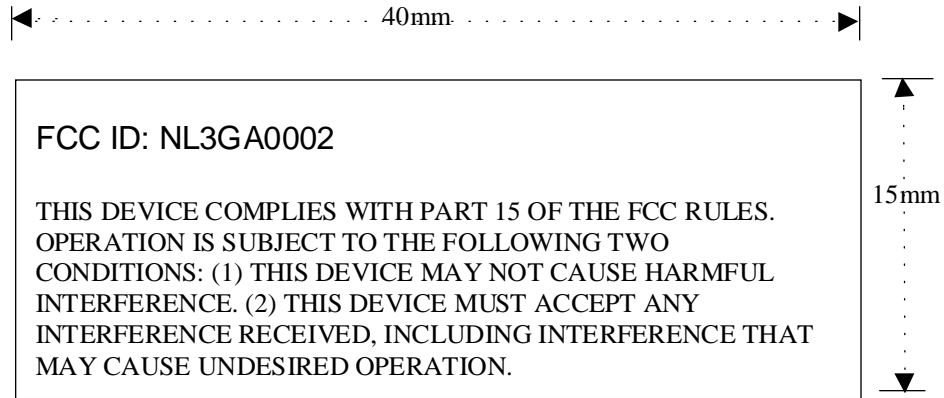 40mm
FCC ID: NL3GA0002
15mm
THIS DEVICE COMPLIES WITH PART 15 OF THE FCC RULES.
OPERATION IS SUBJECT TO THE FOLLOWING TWO
CONDITIONS: (1) THIS DEVICE MAY NOT CAUSE HARMFUL
INTERFERENCE. (2) THIS DEVICE MUST ACCEPT ANY
INTERFERENCE RECEIVED, INCLUDING INTERFERENCE THAT
MAY CAUSE UNDESIRED OPERATION.